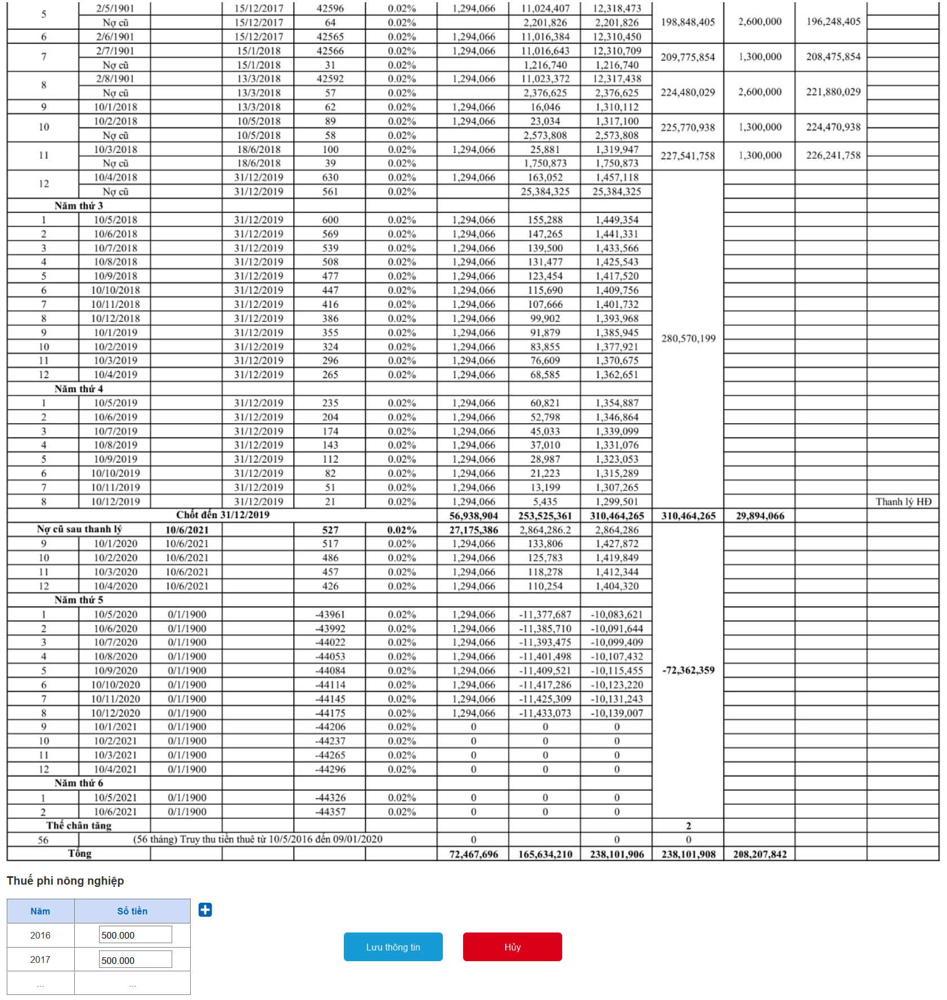 5 2/5/1901 15/12/2017 42596 0.02% 1,294,066 11,024,407 12,318,473
Nợ cũ 15/12/2017 64 0.02% 2,201,826 2,201,826 198,848,405 2,600,000 196,248,405
6 2/6/1901 15/12/2017 42565 0.02% 1,294,066 11,016,384 12,310,450
7 2/7/1901 15/1/2018 42566 0.02% 1,294,066 11,016,643 12,310,709 209,775,854 1,300,000 208,475,854
Nợ cũ 15/1/2018 31 0.02% 1,216,740 1,216,740
8 2/8/1901 13/3/2018 42592 0.02% 1,294,066 11,023,372 12,317,438
Nợ cũ 13/3/2018 57 0.02% 2,376,625 2,376,625 224,480,029 2,600,000 221,880,029
9 10/1/2018 13/3/2018 62 0.02% 1,294,066 16,046 1,310,112
10 10/2/2018 10/5/2018 89 0.02% 1,294,066 23,034 1,317,100 225,770,938 1,300,000 224,470,938
Nợ cũ 10/5/2018 58 0.02% 2,573,808 2,573,808
11 10/3/2018 18/6/2018 100 0.02% 1,294,066 25,881 1,319,947 227,541,758 1,300,000 226,241,758
Nợ cũ 18/6/2018 39 0.02% 1,750,873 1,750,873
12 10/4/2018 31/12/2019 630 0.02% 1,294,066 163,052 1,457,118
Nợ cũ 31/12/2019 561 0.02% 25,384,325 25,384,325
Năm thứ 3
1 10/5/2018 31/12/2019 600 0.02% 1,294,066 155,288 1,449,354
2 10/6/2018 31/12/2019 569 0.02% 1,294,066 147,265 1,441,331
3 10/7/2018 31/12/2019 539 0.02% 1,294,066 139,500 1,433,566
4 10/8/2018 31/12/2019 508 0.02% 1,294,066 131,477 1,425,543
5 10/9/2018 31/12/2019 477 0.02% 1,294,066 123,454 1,417,520
6 10/10/2018 31/12/2019 447 0.02% 1,294,066 115,690 1,409,756
7 10/11/2018 31/12/2019 416 0.02% 1,294,066 107,666 1,401,732
8 10/12/2018 31/12/2019 386 0.02% 1,294,066 99,902 1,393,968
9 10/1/2019 31/12/2019 355 0.02% 1,294,066 91,879 1,385,945 280,570,199
10 10/2/2019 31/12/2019 324 0.02% 1,294,066 83,855 1,377,921
11 10/3/2019 31/12/2019 296 0.02% 1,294,066 76,609 1,370,675
12 10/4/2019 31/12/2019 265 0.02% 1,294,066 68,585 1,362,651
Năm thứ 4
1 10/5/2019 31/12/2019 235 0.02% 1,294,066 60,821 1,354,887
2 10/6/2019 31/12/2019 204 0.02% 1,294,066 52,798 1,346,864
3 10/7/2019 31/12/2019 174 0.02% 1,294,066 45,033 1,339,099
4 10/8/2019 31/12/2019 143 0.02% 1,294,066 37,010 1,331,076
5 10/9/2019 31/12/2019 112 0.02% 1,294,066 28,987 1,323,053
6 10/10/2019 31/12/2019 82 0.02% 1,294,066 21,223 1,315,289
7 10/11/2019 31/12/2019 51 0.02% 1,294,066 13,199 1,307,265
8 10/12/2019 31/12/2019 21 0.02% 1,294,066 5,435 1,299,501 Thanh lý HĐ
Chốt đến 31/12/2019 56,938,904 253,525,361 310,464,265 310,464,265 29,894,066
Nợ cũ sau thanh lý 10/6/2021 527 0.02% 27,175,386 2,864,286.2 2,864,286
9 10/1/2020 10/6/2021 517 0.02% 1,294,066 133,806 1,427,872
10 10/2/2020 10/6/2021 486 0.02% 1,294,066 125,783 1,419,849
11 10/3/2020 10/6/2021 457 0.02% 1,294,066 118,278 1,412,344
12 10/4/2020 10/6/2021 426 0.02% 1,294,066 110,254 1,404,320
Năm thứ 5
1 10/5/2020 0/1/1900 -43961 0.02% 1,294,066 -11,377,687 -10,083,621
2 10/6/2020 0/1/1900 -43992 0.02% 1,294,066 -11,385,710 -10,091,644
3 10/7/2020 0/1/1900 -44022 0.02% 1,294,066 -11,393,475 -10,099,409
4 10/8/2020 0/1/1900 -44053 0.02% 1,294,066 -11,401,498 -10,107,432
5 10/9/2020 0/1/1900 -44084 0.02% 1,294,066 -11,409,521 -10,115,455 -72,362,359
6 10/10/2020 0/1/1900 -44114 0.02% 1,294,066 -11,417,286 -10,123,220
7 10/11/2020 0/1/1900 -44145 0.02% 1,294,066 -11,425,309 -10,131,243
8 10/12/2020 0/1/1900 -44175 0.02% 1,294,066 -11,433,073 -10,139,007
9 10/1/2021 0/1/1900 -44206 0.02% 0 0 0
10 10/2/2021 0/1/1900 -44237 0.02% 0 0 0
11 10/3/2021 0/1/1900 -44265 0.02% 0 0 0
12 10/4/2021 0/1/1900 -44296 0.02% 0 0 0
Năm thứ 6
1 10/5/2021 0/1/1900 -44326 0.02% 0 0 0
2 10/6/2021 0/1/1900 -44357 0.02% 0 0 0
Thế chân tăng 2
56 (56 tháng) Truy thu tiền thuê từ 10/5/2016 đến 09/01/2020 0 0 0
Tổng 72,467,696 165,634,210 238,101,906 238,101,908 208,207,842
Thuế phi nông nghiệp
Năm Số tiền
2016 500.000
2017 500.000
... ...
Lưu thông tin Hủy